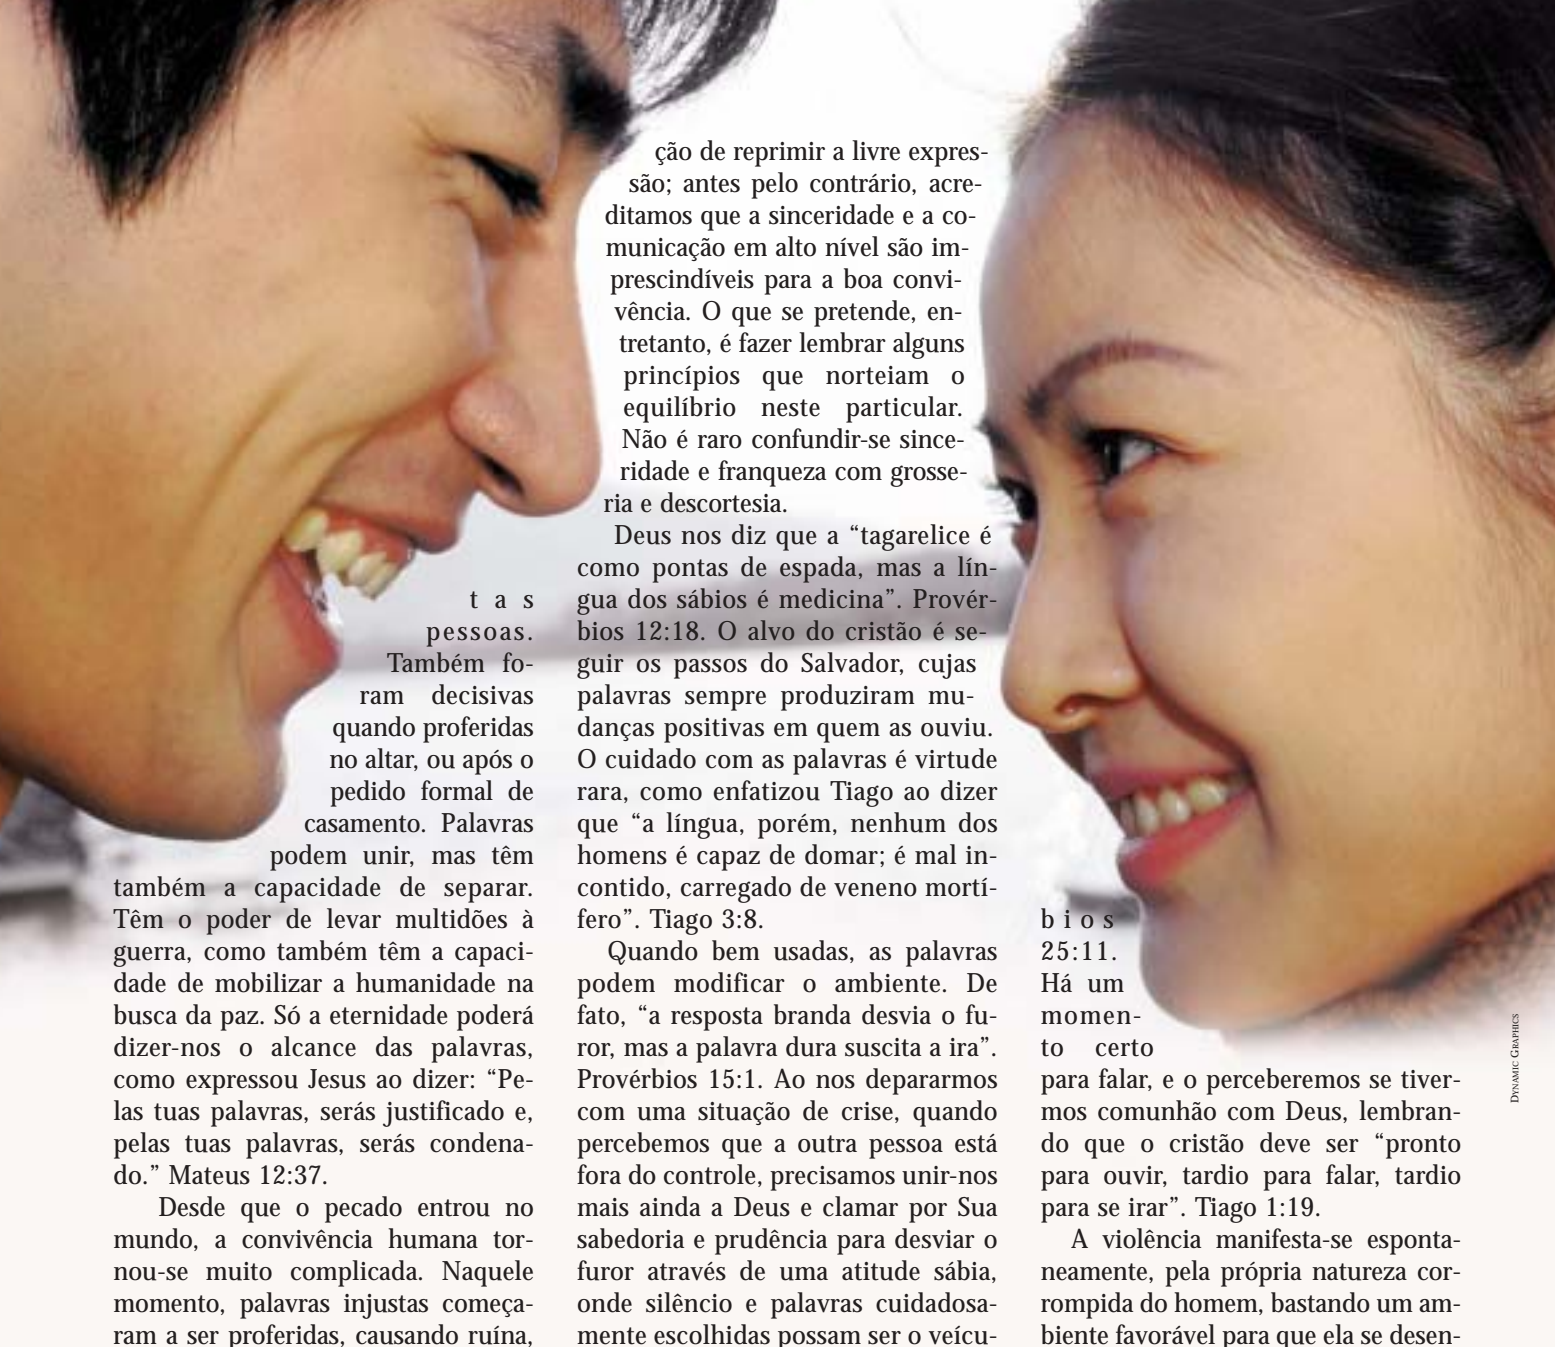 tas
pessoas.
Também fo-
ram decisivas
quando proferidas
no altar, ou após o
pedido formal de
casamento. Palavras
podem unir, mas têm
também a capacidade de separar.
Têm o poder de levar multidões à
guerra, como também têm a capaci-
dade de mobilizar a humanidade na
busca da paz. Só a eternidade poderá
dizer-nos o alcance das palavras,
como expressou Jesus ao dizer: “Pe-
las tuas palavras, serás justificado e,
pelas tuas palavras, serás condena-
do.” Mateus 12:37.
Desde que o pecado entrou no
mundo, a convivência humana tor-
nou-se muito complicada. Naquele
momento, palavras injustas começa-
ram a ser proferidas, causando ruína,
ção de reprimir a livre expres-
são; antes pelo contrário, acre-
ditamos que a sinceridade e a co-
municação em alto nível são im-
prescindíveis para a boa convi-
vência. O que se pretende, en-
tretanto, é fazer lembrar alguns
princípios que norteiam o
equilíbrio neste particular.
Não é raro confundir-se since-
ridade e franqueza com grosse-
ria e descortesia.
Deus nos diz que a “tagarelice é
como pontas de espada, mas a lín-
gua dos sábios é medicina”. Provér-
bios 12:18. O alvo do cristão é se-
guir os passos do Salvador, cujas
palavras sempre produziram mu-
danças positivas em quem as ouviu.
O cuidado com as palavras é virtude
rara, como enfatizou Tiago ao dizer
que “a língua, porém, nenhum dos
homens é capaz de domar; é mal in-
contido, carregado de veneno mortí-
fero”. Tiago 3:8.
Quando bem usadas, as palavras
podem modificar o ambiente. De
fato, “a resposta branda desvia o fu-
ror, mas a palavra dura suscita a ira”.
Provérbios 15:1. Ao nos depararmos
com uma situação de crise, quando
percebemos que a outra pessoa está
fora do controle, precisamos unir-nos
mais ainda a Deus e clamar por Sua
sabedoria e prudência para desviar o
furor através de uma atitude sábia,
onde silêncio e palavras cuidadosa-
mente escolhidas possam ser o veícu-
bios
25:11.
Há um
momen-
to certo
para falar, e o perceberemos se tiver-
mos comunhão com Deus, lembran-
do que o cristão deve ser “pronto
para ouvir, tardio para falar, tardio
para se irar”. Tiago 1:19.
A violência manifesta-se esponta-
neamente, pela própria natureza cor-
rompida do homem, bastando um am-
biente favorável para que ela se desen-
DYNAMIC GRAPHICS